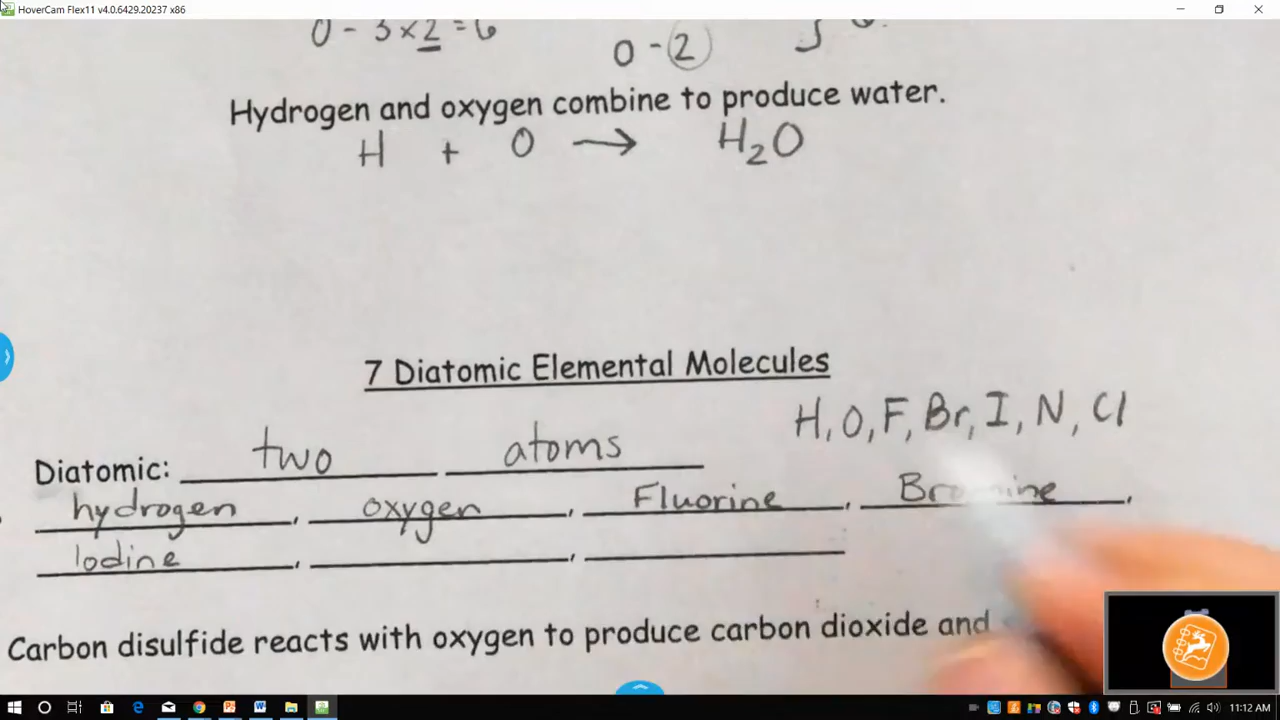 HoverCam Flex11 v4.0.6429.20237 x86
O - 3 x 2 = 6
O - 2
Hydrogen and oxygen combine to produce water.
H + O → H₂O
7 Diatomic Elemental Molecules
H, O, F, Br, I, N, Cl
Diatomic: two atoms
hydrogen, oxygen, Fluorine, Bromine,
Iodine, ,
Carbon disulfide reacts with oxygen to produce carbon dioxide and
11:12 AM